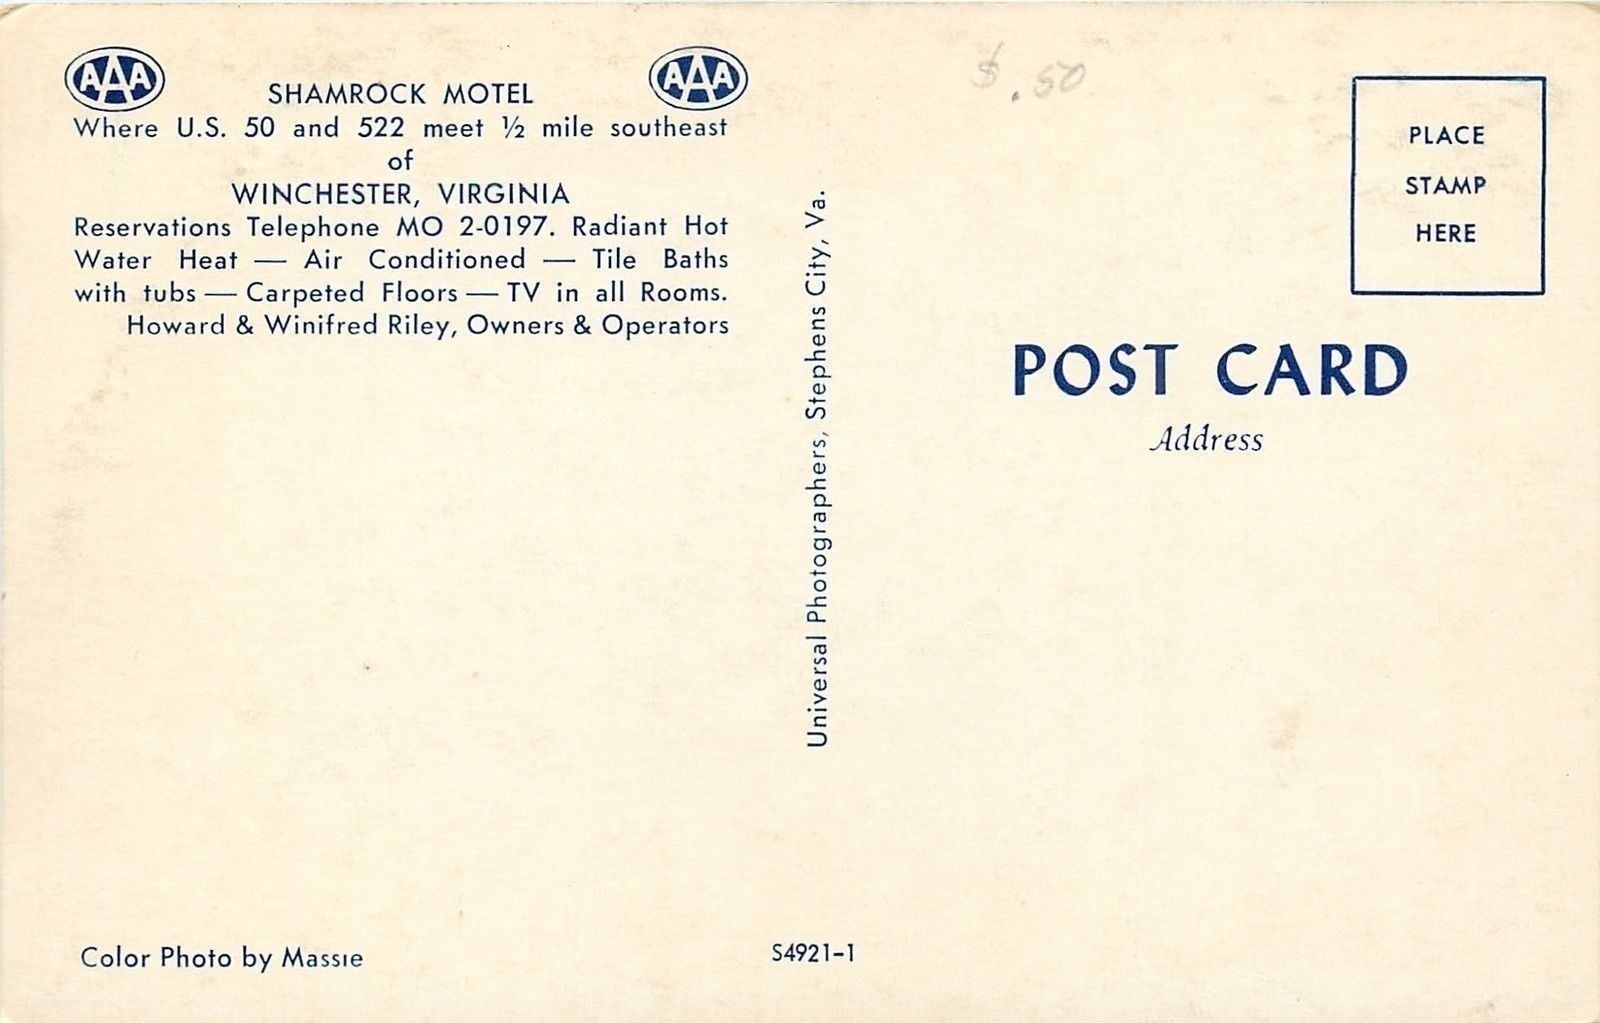 AAA
AAA
SHAMROCK MOTEL
Where U.S. 50 and 522 meet ½ mile southeast
of
WINCHESTER, VIRGINIA
Reservations Telephone MO 2-0197. Radiant Hot
Water Heat — Air Conditioned — Tile Baths
with tubs — Carpeted Floors — TV in all Rooms.
Howard & Winifred Riley, Owners & Operators
Color Photo by Massie
Universal Photographers, Stephens City, Va.
S4921-1
$.50
PLACE
STAMP
HERE
POST CARD
Address